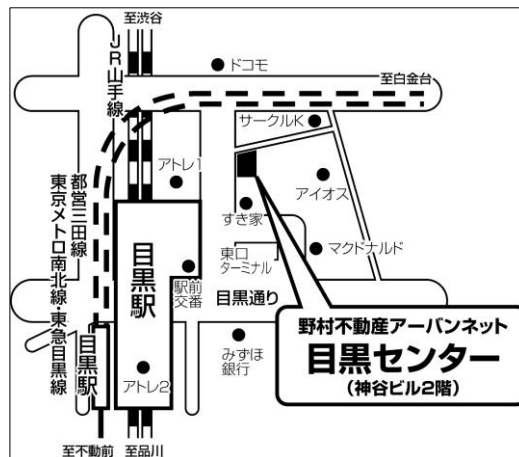 至渋谷
JR山手線
ドコモ
至白金台
サークルK
アトレ1
アイオス
都営三田線
東京メトロ南北線・東急目黒線
すき家
目黒駅
東口
ターミナル
マクドナルド
駅前
交番
目黒通り
目黒駅
みずほ
銀行
アトレ2
野村不動産アーバンネット
目黒センター
(神谷ビル2階)
至不動前
至品川